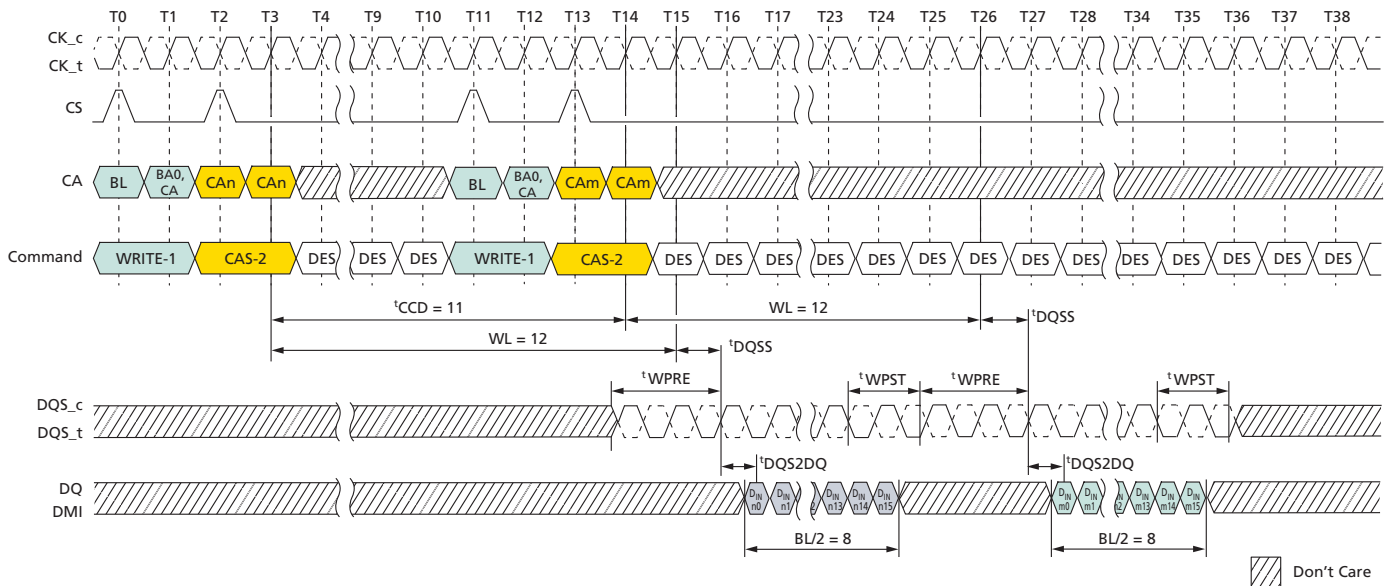 T0 T1 T2 T3 T4 T9 T10 T11 T12 T13 T14 T15 T16 T17 T23 T24 T25 T26 T27 T28 T34 T35 T36 T37 T38
CK_c
CK_t
CS
CA BL BA0, CA CAn CAn BL BA0, CA CAm CAm
Command WRITE-1 CAS-2 DES DES DES WRITE-1 CAS-2 DES DES DES DES DES DES DES DES DES DES DES DES DES DES
tCCD = 11 WL = 12 tDQSS
WL = 12 tDQSS
tWPRE tWPST tWPRE tWPST
DQS_c
DQS_t
tDQS2DQ tDQS2DQ
DQ
DMI
DIN n0 DIN n1 DIN n13 DIN n14 DIN n15 DIN m0 DIN m1 DIN m13 DIN m14 DIN m15
BL/2 = 8 BL/2 = 8
Don't Care